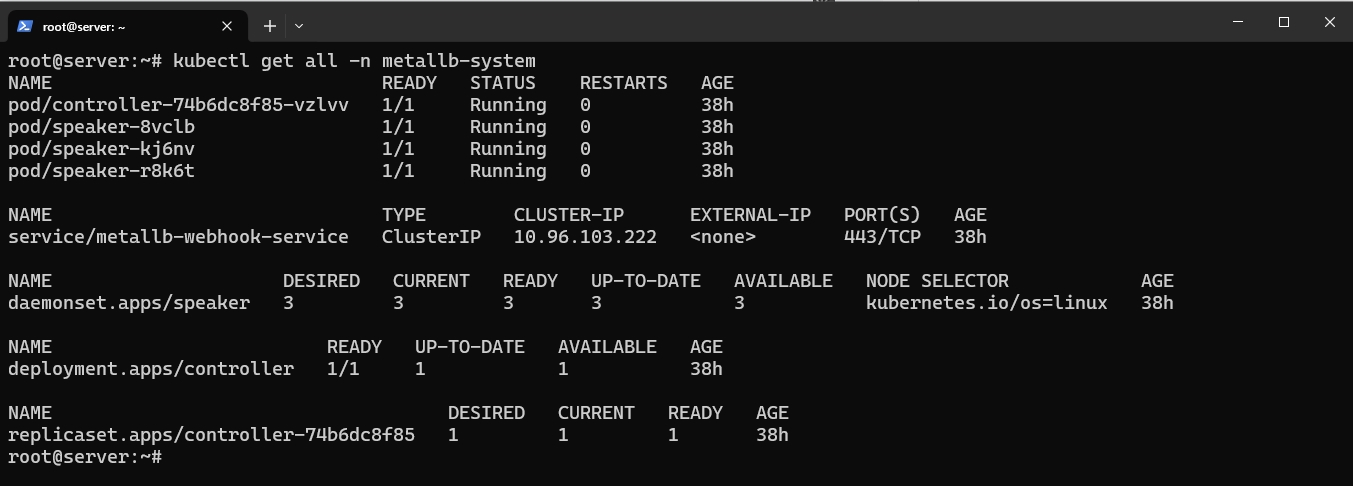 root@server: ~
root@server:~# kubectl get all -n metallb-system
NAME                              READY   STATUS    RESTARTS   AGE
pod/controller-74b6dc8f85-vzlvv   1/1     Running   0          38h
pod/speaker-8vclb                 1/1     Running   0          38h
pod/speaker-kj6nv                 1/1     Running   0          38h
pod/speaker-r8k6t                 1/1     Running   0          38h
NAME                              TYPE        CLUSTER-IP      EXTERNAL-IP   PORT(S)   AGE
service/metallb-webhook-service   ClusterIP   10.96.103.222   <none>        443/TCP   38h
NAME                     DESIRED   CURRENT   READY   UP-TO-DATE   AVAILABLE   NODE SELECTOR            AGE
daemonset.apps/speaker   3         3         3       3            3           kubernetes.io/os=linux   38h
NAME                         READY   UP-TO-DATE   AVAILABLE   AGE
deployment.apps/controller   1/1     1            1           38h
NAME                                    DESIRED   CURRENT   READY   AGE
replicaset.apps/controller-74b6dc8f85   1         1         1       38h
root@server:~#